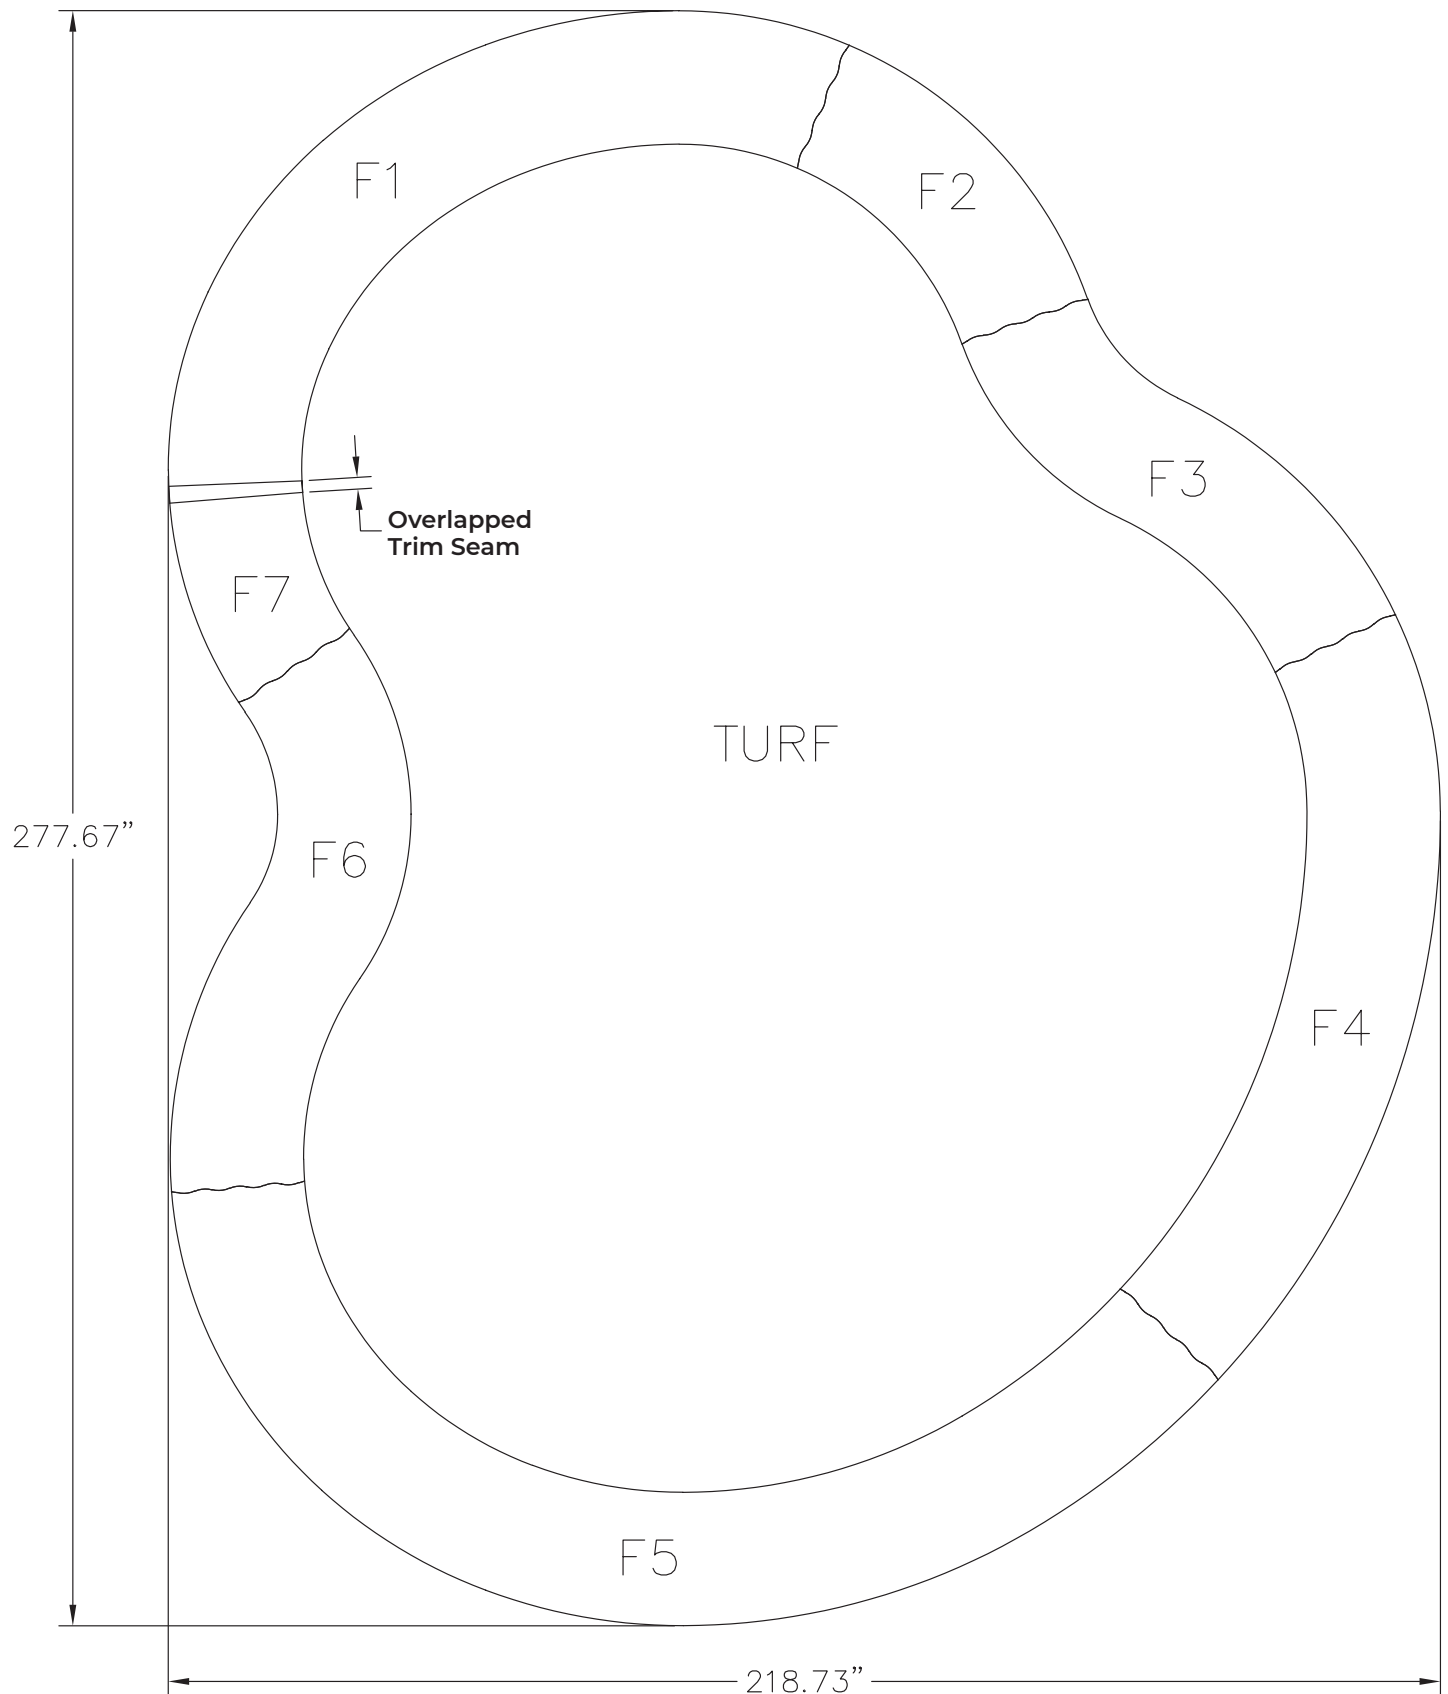 F1
F2
F3
Overlapped
Trim Seam
F7
TURF
277.67”
F6
F4
F5
218.73”